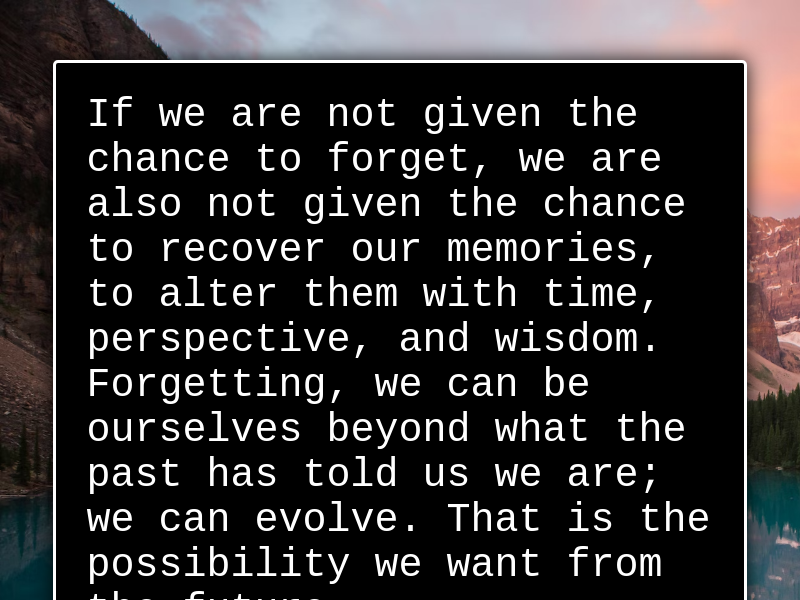 If we are not given the
chance to forget, we are
also not given the chance
to recover our memories,
to alter them with time,
perspective, and wisdom.
Forgetting, we can be
ourselves beyond what the
past has told us we are;
we can evolve. That is the
possibility we want from
the future